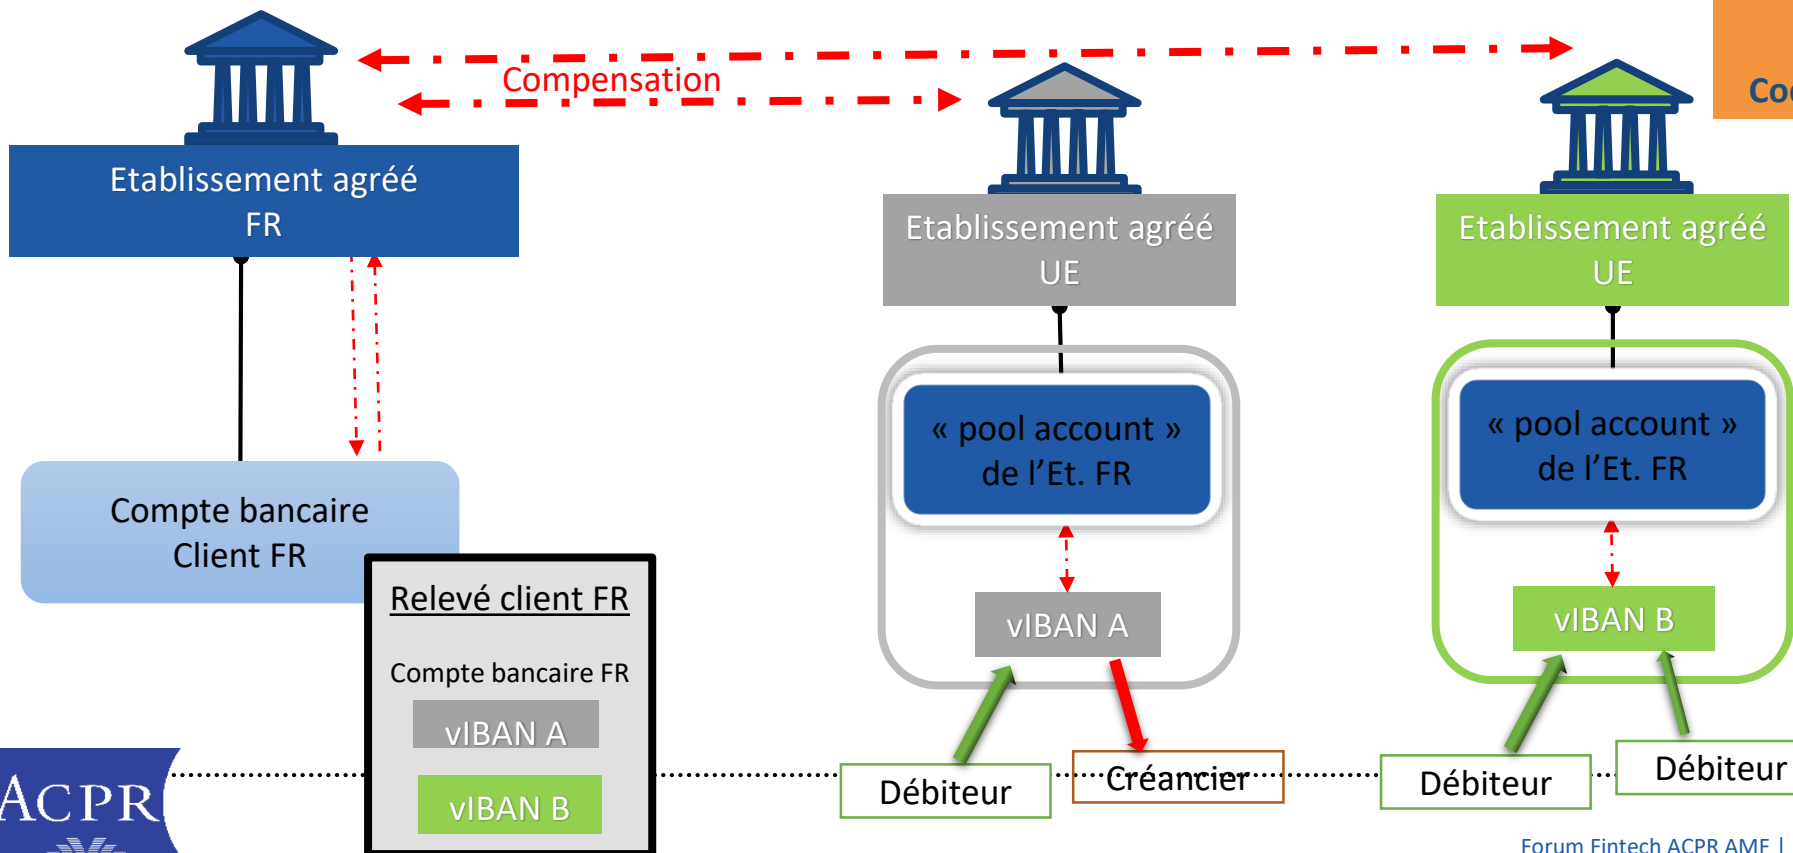 Compensation
Etablissement agréé
FR
Etablissement agréé
UE
Etablissement agréé
UE
« pool account »
de l’Et. FR
« pool account »
de l’Et. FR
Compte bancaire
Client FR
Relevé client FR
Compte bancaire FR
vIBAN A
vIBAN B
vIBAN A
vIBAN B
Débiteur
Créancier
Débiteur
Débiteur
ACPR
Forum Fintech ACPR AMF |